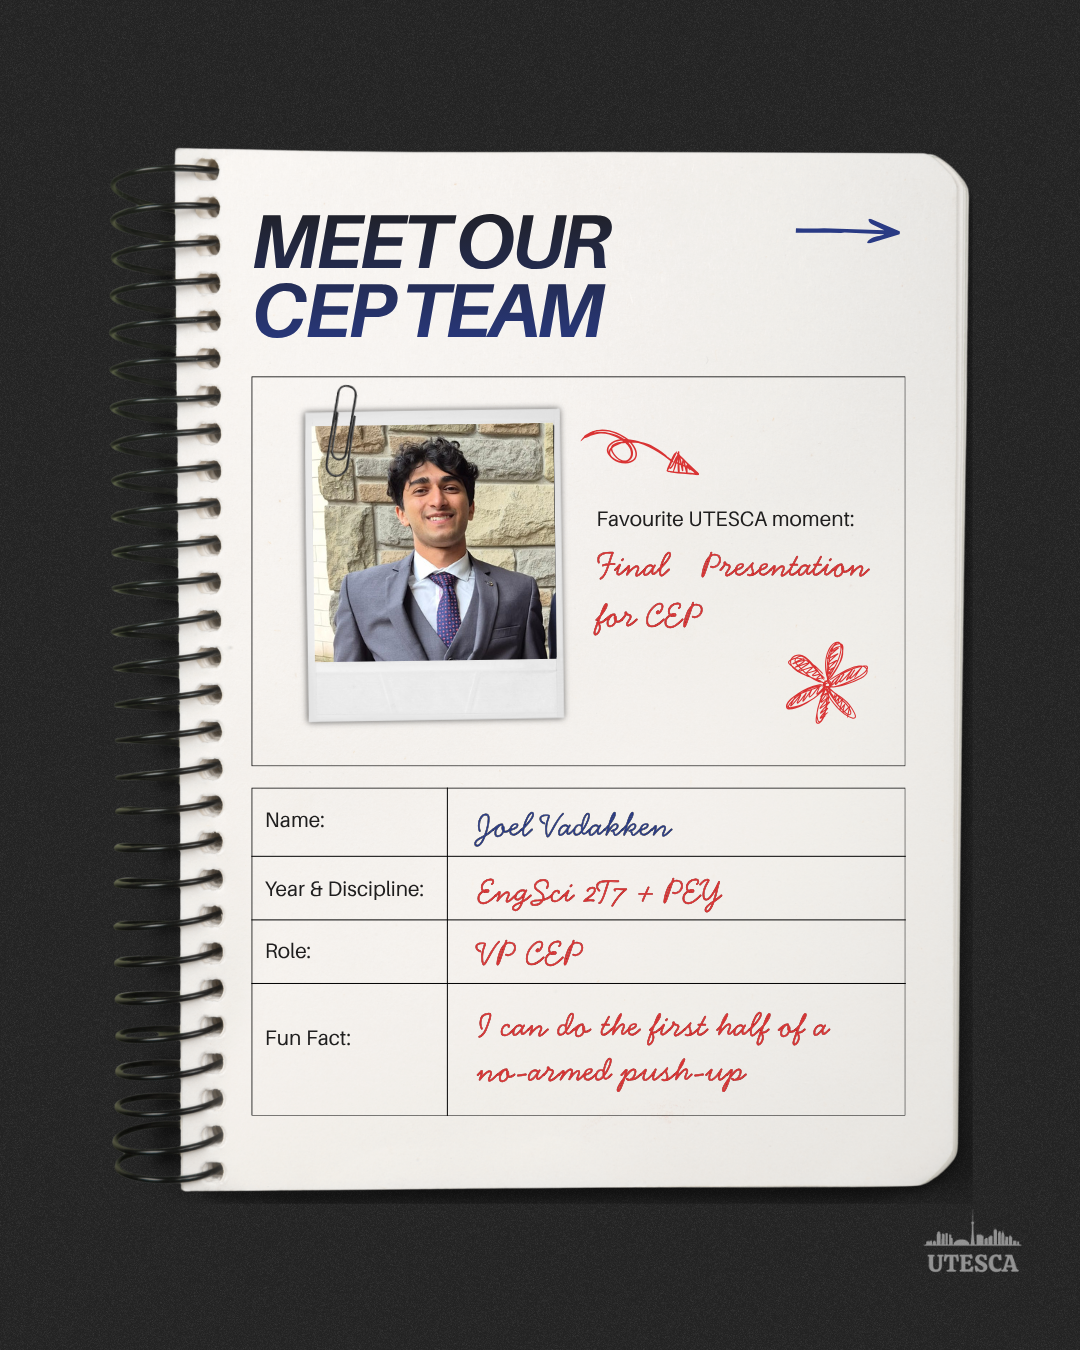 MEET OUR
CEP TEAM
Favourite UTESCA moment:
Final Presentation
for CEP
Name:
Joel Vadakken
Year & Discipline:
EngSci 2T7 + PEY
Role:
VP CEP
Fun Fact:
I can do the first half of a
no-armed push-up
UTESCA